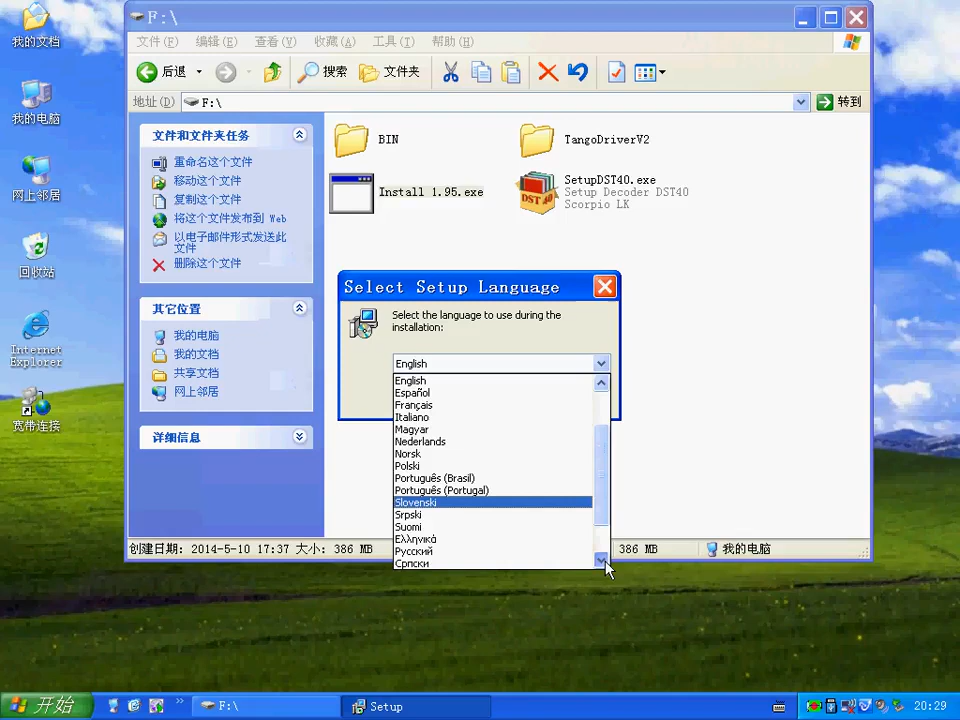 F:\
文件(F) 编辑(E) 查看(V) 收藏(A) 工具(T) 帮助(H)
后退 搜索 文件夹
地址(D) F:\ 转到
我的文档
我的电脑
网上邻居
回收站
Internet
Explorer
宽带连接
文件和文件夹任务
重命名这个文件
移动这个文件
复制这个文件
将这个文件发布到 Web
以电子邮件形式发送此
文件
删除这个文件
其它位置
我的电脑
我的文档
共享文档
网上邻居
详细信息
BIN
TangoDriverV2
Install 1.95.exe
SetupDST40.exe
Setup Decoder DST40
Scorpio LK
DST 40
Select Setup Language
Select the language to use during the
installation:
English
English
Español
Français
Italiano
Magyar
Nederlands
Norsk
Polski
Português (Brasil)
Português (Portugal)
Slovenski
Srpski
Suomi
Ελληνικά
Русский
Српски
创建日期: 2014-5-10 17:37 大小: 386 MB
386 MB
我的电脑
开始
F:\
Setup
20:29